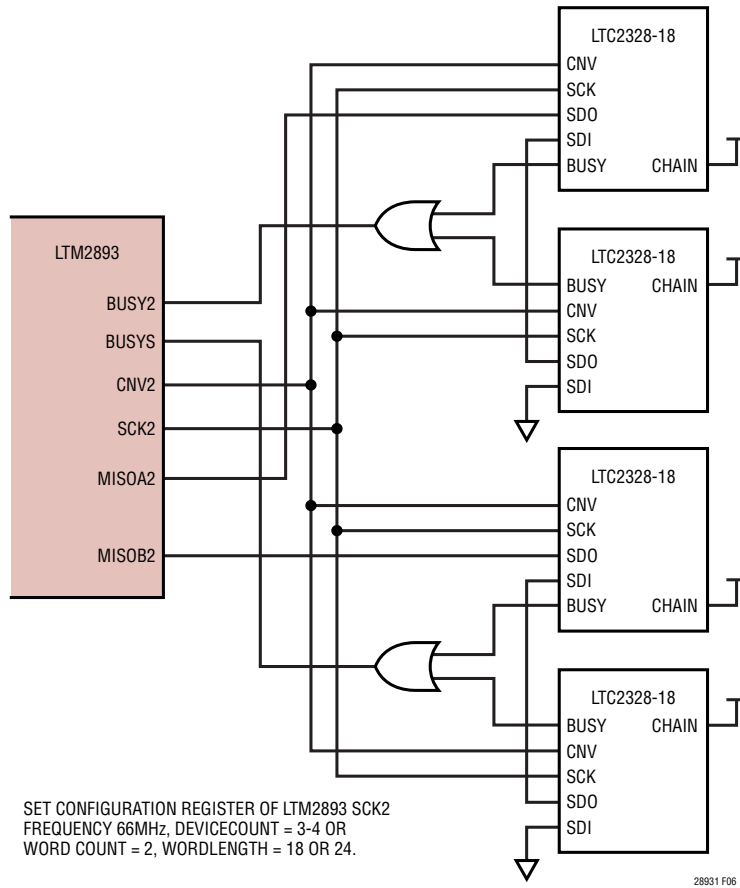 LTC2328-18
CNV
SCK
SDO
SDI
BUSY CHAIN
LTC2328-18
BUSY CHAIN
CNV
SCK
SDO
SDI
LTM2893
BUSY2
BUSYS
CNV2
SCK2
MISOA2
MISOB2
LTC2328-18
CNV
SCK
SDO
SDI
BUSY CHAIN
LTC2328-18
BUSY CHAIN
CNV
SCK
SDO
SDI
SET CONFIGURATION REGISTER OF LTM2893 SCK2
FREQUENCY 66MHz, DEVICECOUNT = 3-4 OR
WORD COUNT = 2, WORDLENGTH = 18 OR 24.
28931 F06